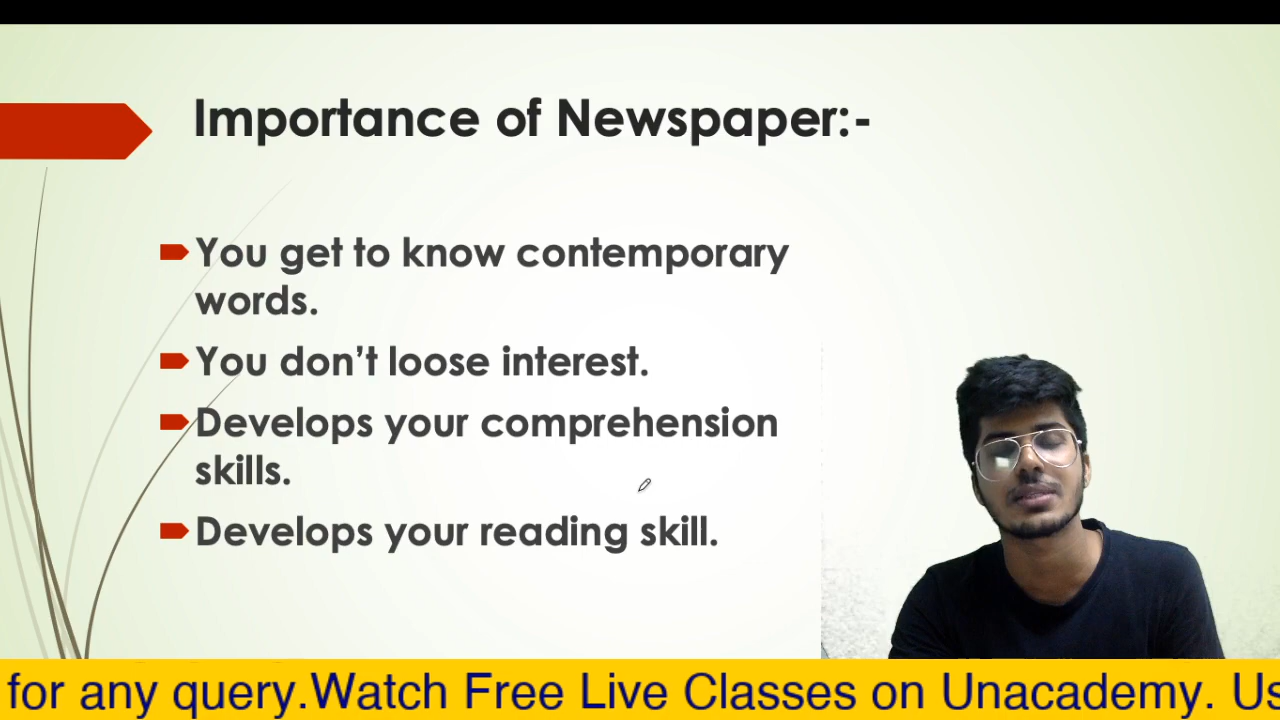 Importance of Newspaper:-
You get to know contemporary
words.
You don’t loose interest.
Develops your comprehension
skills.
Develops your reading skill.
for any query.Watch Free Live Classes on Unacademy. Us